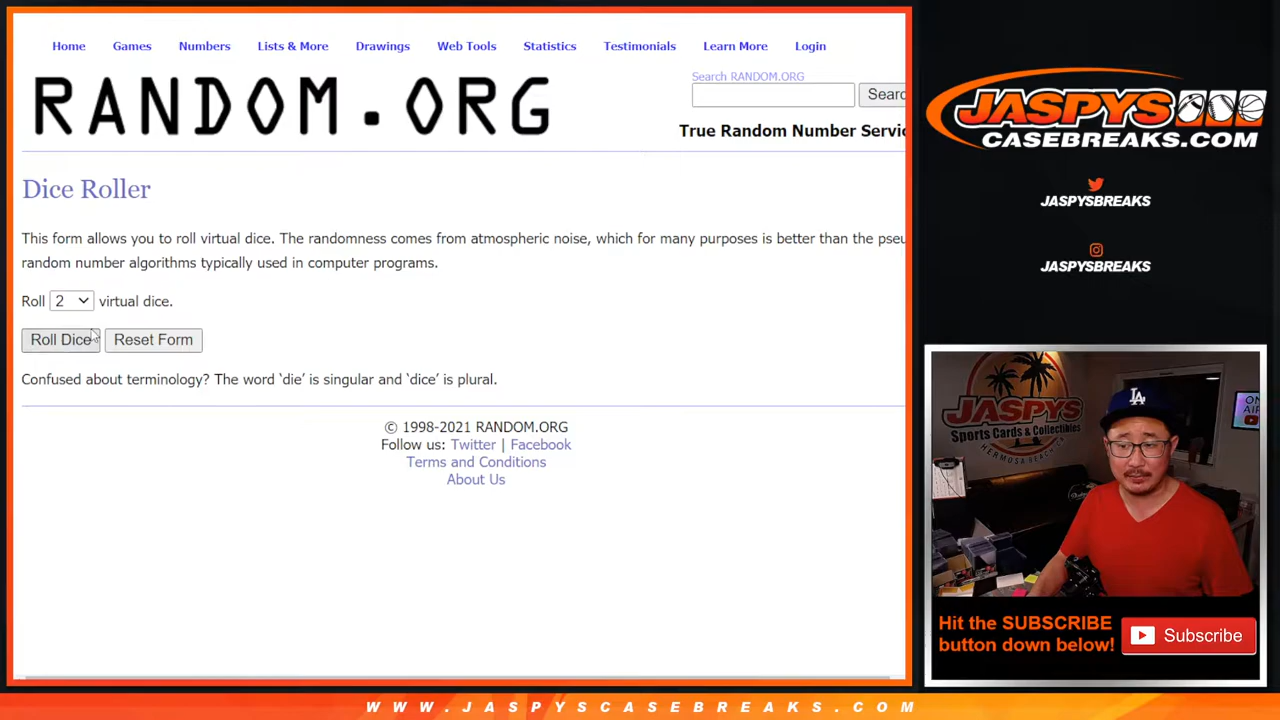 Home Games Numbers Lists & More Drawings Web Tools Statistics Testimonials Learn More Login
RANDOM.ORG
Search RANDOM.ORG
Searc
True Random Number Servic
Dice Roller
This form allows you to roll virtual dice. The randomness comes from atmospheric noise, which for many purposes is better than the pseu
random number algorithms typically used in computer programs.
Roll 2 virtual dice.
Roll Dice Reset Form
Confused about terminology? The word ‘die’ is singular and ‘dice’ is plural.
© 1998-2021 RANDOM.ORG
Follow us: Twitter | Facebook
Terms and Conditions
About Us
JASPYS
CASEBREAKS.COM
JASPYSBREAKS
JASPYSBREAKS
JASPYS
Sports Cards & Collectibles
HERMOSA BEACH, CA
ON
AIR
LA
Hit the SUBSCRIBE
button down below!
Subscribe
WWW.JASPYSCASEBREAKS.COM